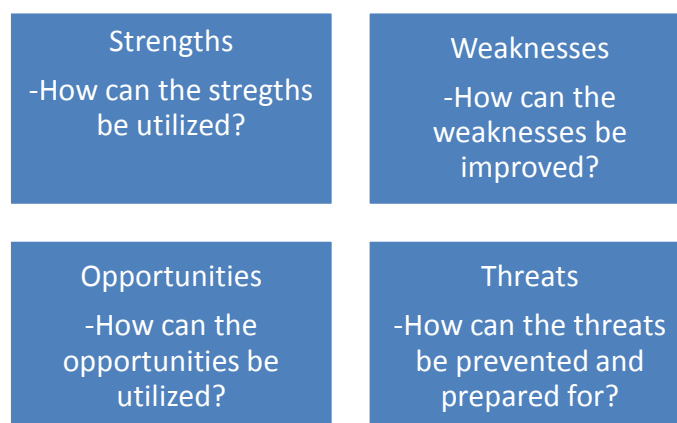 Strengths
-How can the stregths
be utilized?
Weaknesses
-How can the
weaknesses be
improved?
Opportunities
-How can the
opportunities be
utilized?
Threats
-How can the threats
be prevented and
prepared for?